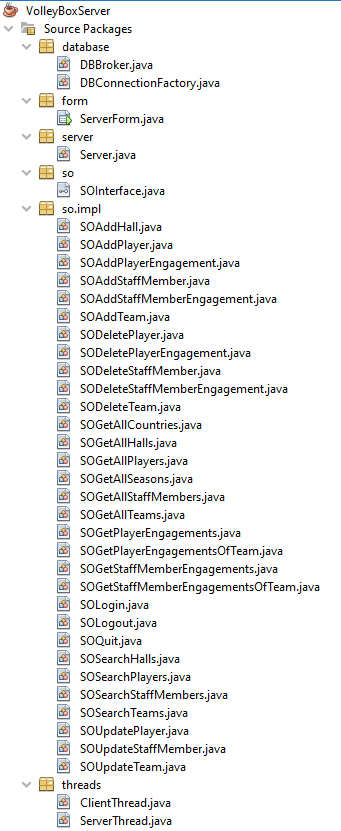 VolleyBoxServer
Source Packages
database
DBBroker.java
DBConnectionFactory.java
form
ServerForm.java
server
Server.java
so
SOInterface.java
so.impl
SOAddHall.java
SOAddPlayer.java
SOAddPlayerEngagement.java
SOAddStaffMember.java
SOAddStaffMemberEngagement.java
SOAddTeam.java
SODeletePlayer.java
SODeletePlayerEngagement.java
SODeleteStaffMember.java
SODeleteStaffMemberEngagement.java
SODeleteTeam.java
SOGetAllCountries.java
SOGetAllHalls.java
SOGetAllPlayers.java
SOGetAllSeasons.java
SOGetAllStaffMembers.java
SOGetAllTeams.java
SOGetPlayerEngagements.java
SOGetPlayerEngagementsOfTeam.java
SOGetStaffMemberEngagements.java
SOGetStaffMemberEngagementsOfTeam.java
SOLogin.java
SOLogout.java
SOQuit.java
SOSearchHalls.java
SOSearchPlayers.java
SOSearchStaffMembers.java
SOSearchTeams.java
SOUpdatePlayer.java
SOUpdateStaffMember.java
SOUpdateTeam.java
threads
ClientThread.java
ServerThread.java